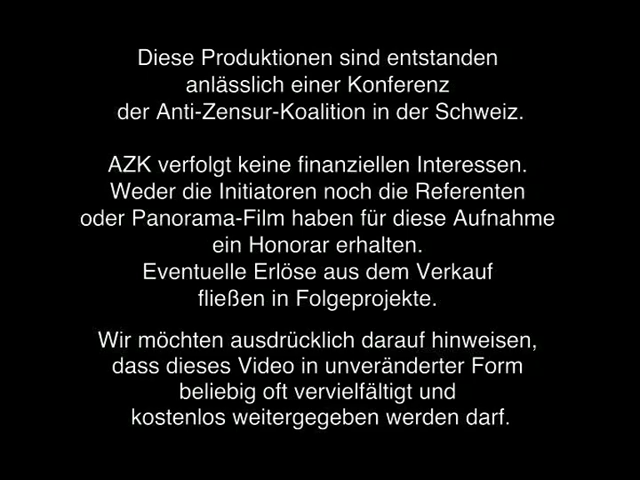 Diese Produktionen sind entstanden
anlässlich einer Konferenz
der Anti-Zensur-Koalition in der Schweiz.
AZK verfolgt keine finanziellen Interessen.
Weder die Initiatoren noch die Referenten
oder Panorama-Film haben für diese Aufnahme
ein Honorar erhalten.
Eventuelle Erlöse aus dem Verkauf
fließen in Folgeprojekte.
Wir möchten ausdrücklich darauf hinweisen,
dass dieses Video in unveränderter Form
beliebig oft vervielfältigt und
kostenlos weitergegeben werden darf.